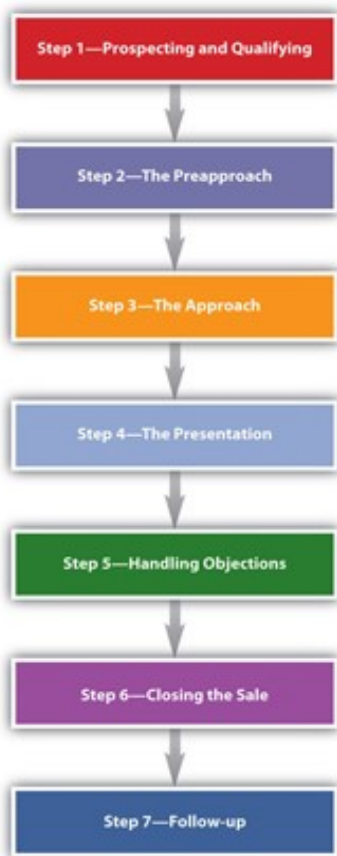 Step 1—Prospecting and Qualifying
Step 2—The Preapproach
Step 3—The Approach
Step 4—The Presentation
Step 5—Handling Objections
Step 6—Closing the Sale
Step 7—Follow-up